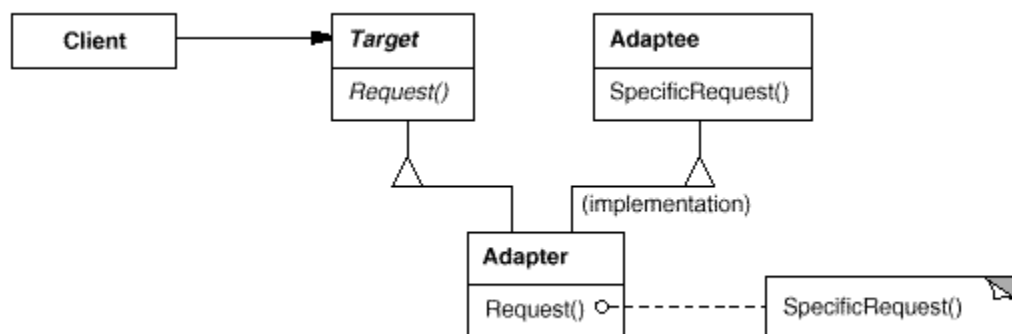 Client
Target
Request()
Adaptee
SpecificRequest()
(implementation)
Adapter
Request()
SpecificRequest()